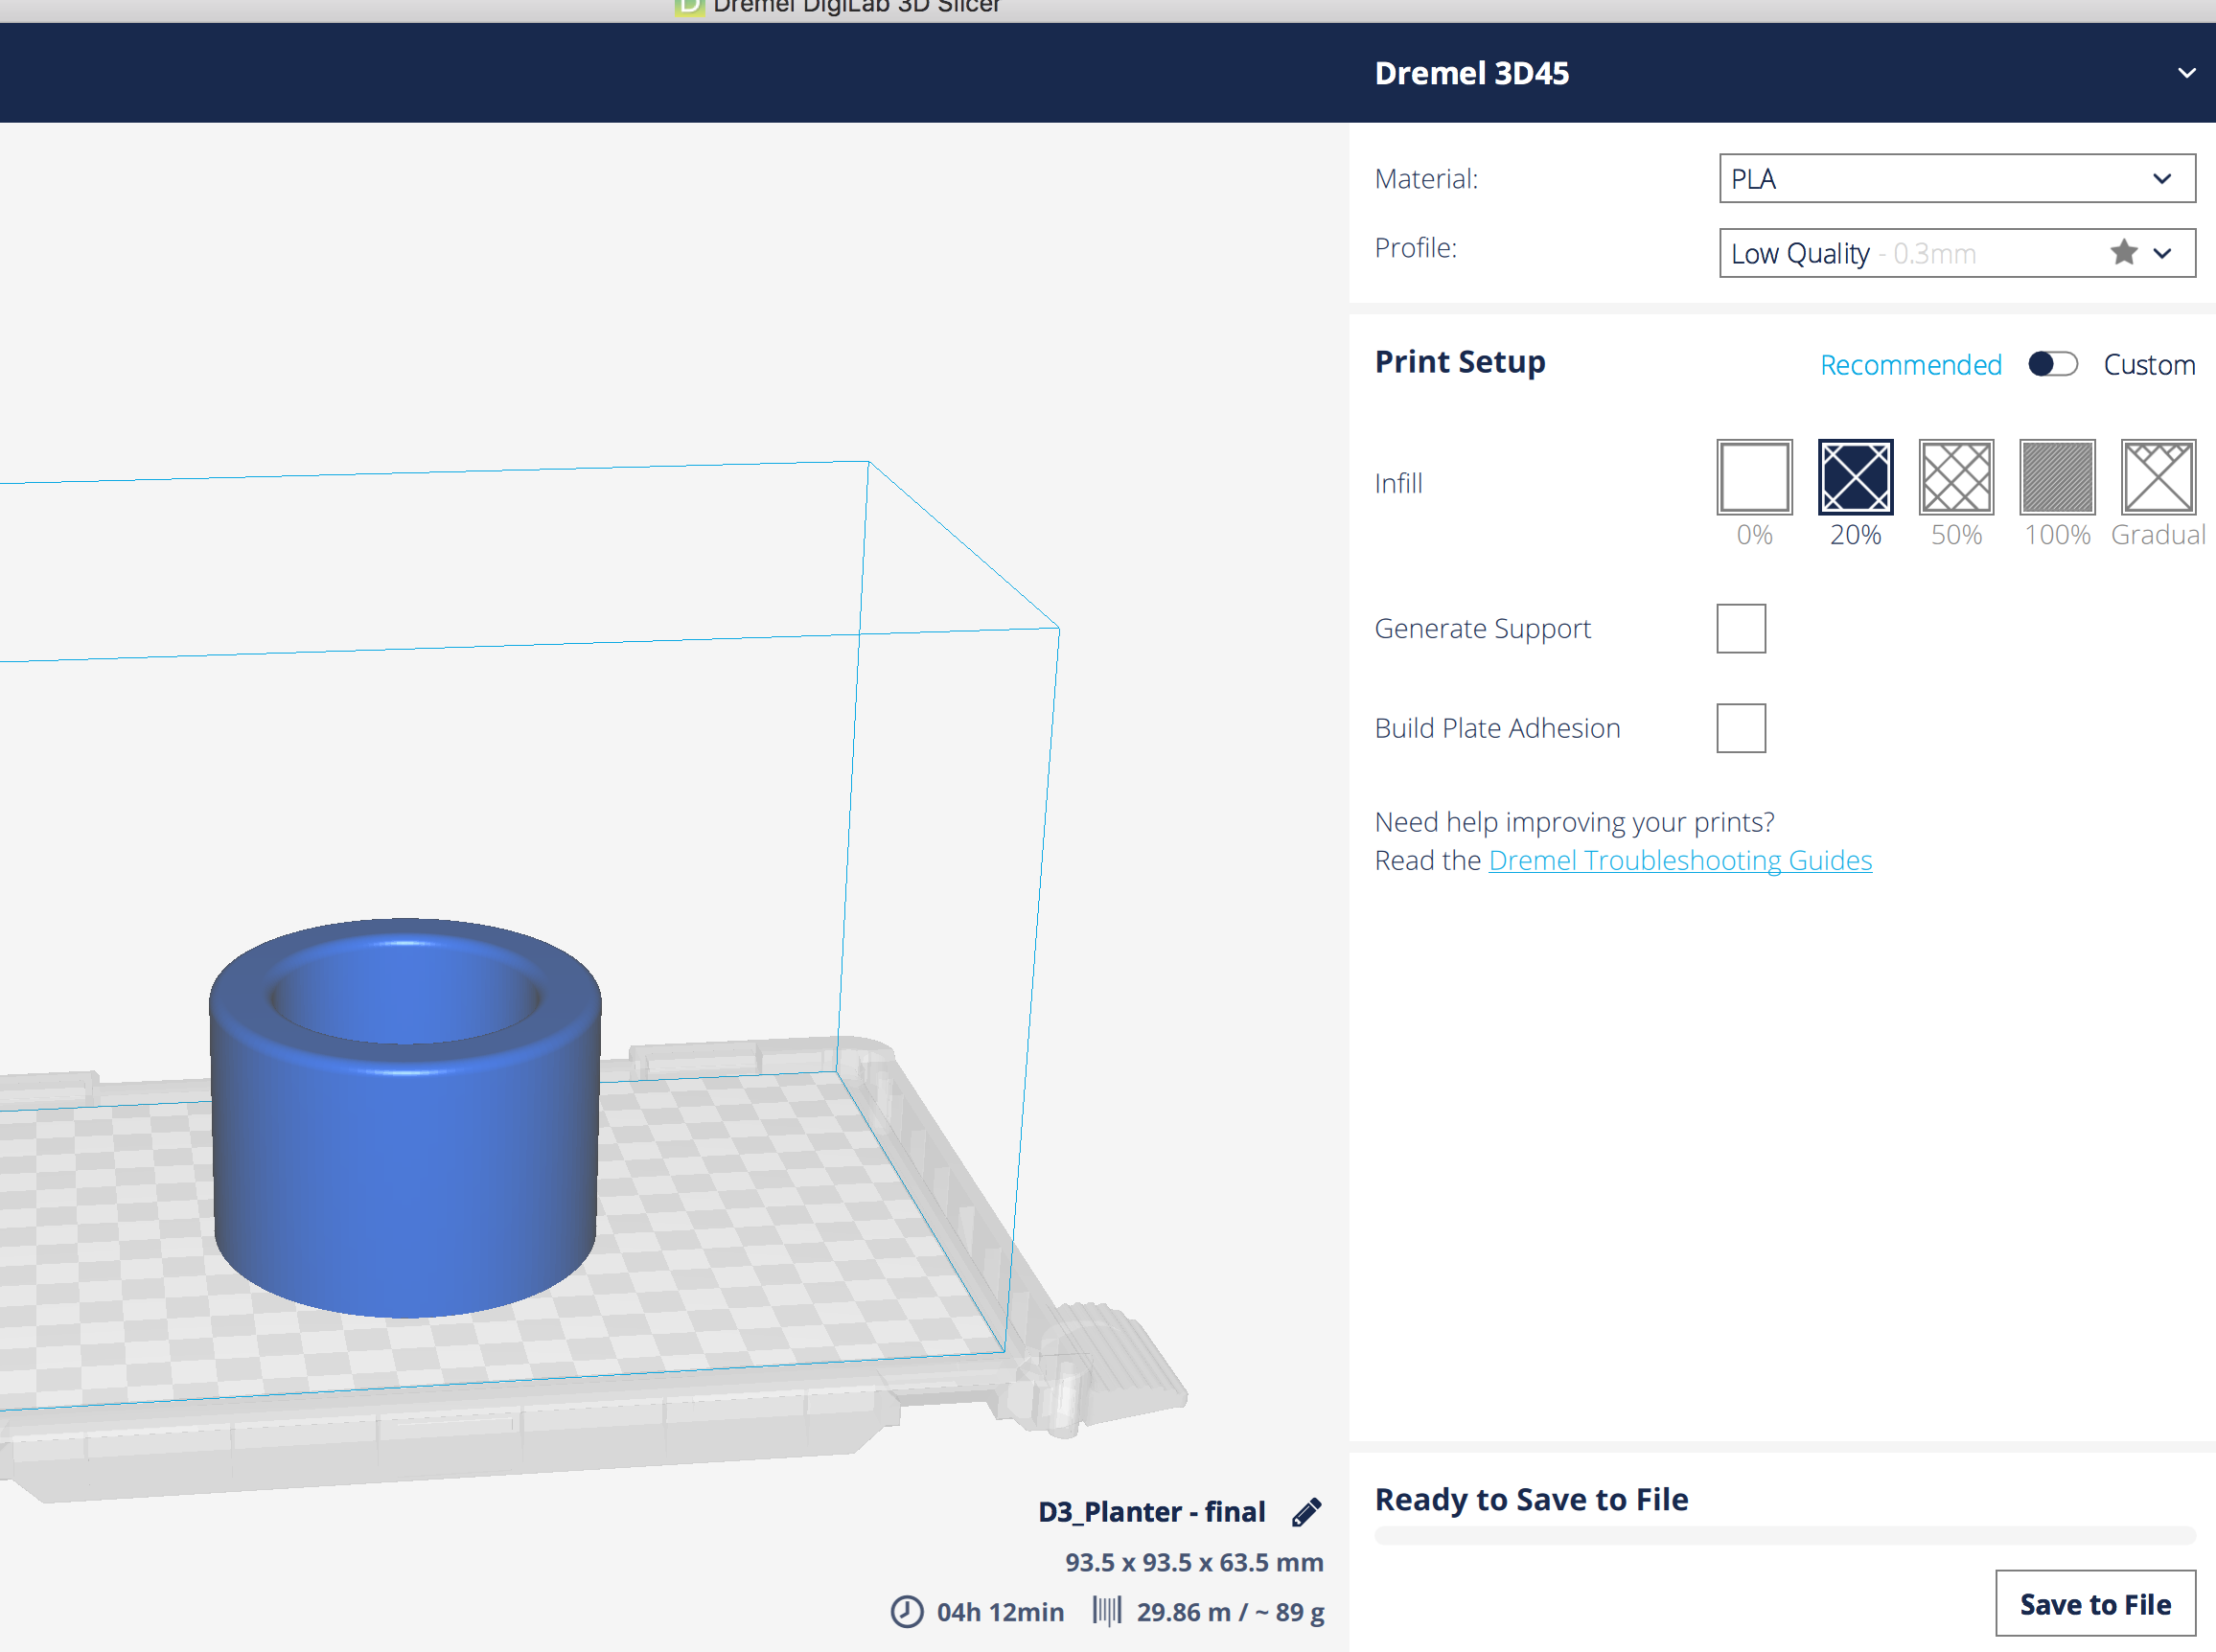 Dremel DigiLab 3D Slicer
Dremel 3D45
Material:
PLA
Profile:
Low Quality - 0.3mm
Print Setup
Recommended
Custom
Infill
0%
20%
50%
100%
Gradual
Generate Support
Build Plate Adhesion
Need help improving your prints?
Read the Dremel Troubleshooting Guides
D3_Planter - final
93.5 x 93.5 x 63.5 mm
04h 12min
29.86 m / ~ 89 g
Ready to Save to File
Save to File